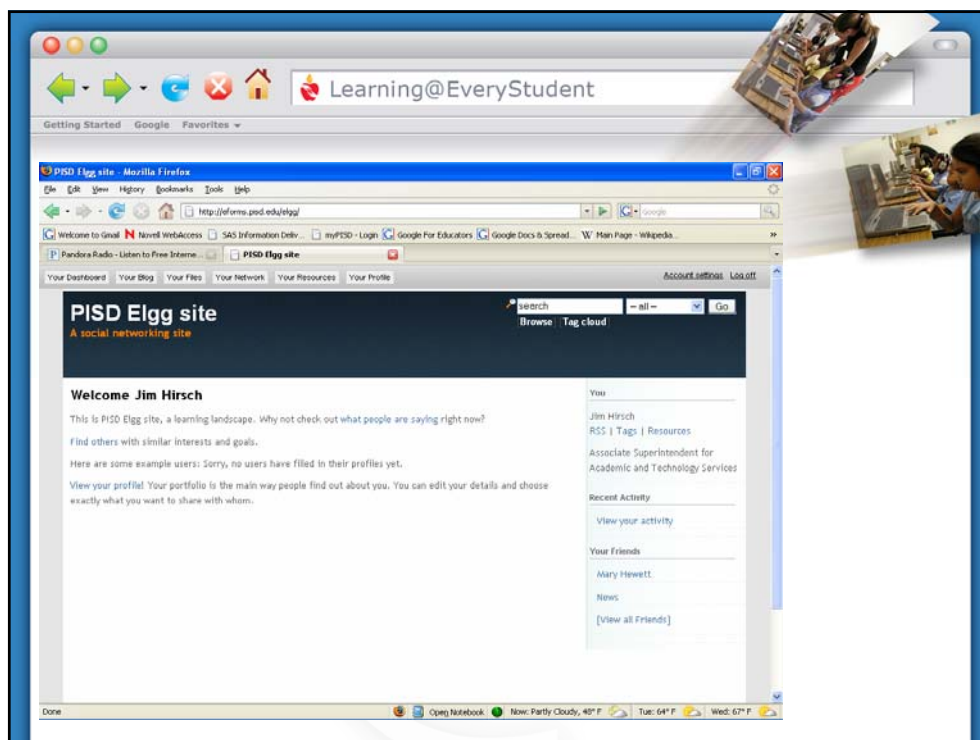 Learning@EveryStudent
Getting Started Google Favorites
PISD Elgg site - Mozilla Firefox
File Edit View History Bookmarks Tools Help
http://eforms.pisd.edu/elgg/
Google
Welcome to Gmail Novell WebAccess SAS Information Deliv... myPISD - Login Google For Educators Google Docs & Spread... Main Page - Wikipedia...
Pandora Radio - Listen to Free Interne... PISD Elgg site
Your Dashboard Your Blog Your Files Your Network Your Resources Your Profile Account settings Log off
PISD Elgg site
A social networking site
search -- all -- Go
Browse Tag cloud
Welcome Jim Hirsch
This is PISD Elgg site, a learning landscape. Why not check out what people are saying right now?
Find others with similar interests and goals.
Here are some example users: Sorry, no users have filled in their profiles yet.
View your profile! Your portfolio is the main way people find out about you. You can edit your details and choose
exactly what you want to share with whom.
You
Jim Hirsch
RSS | Tags | Resources
Associate Superintendent for
Academic and Technology Services
Recent Activity
View your activity
Your Friends
Mary Hewett
News
[View all Friends]
Done Open Notebook Now: Partly Cloudy, 48° F Tue: 64° F Wed: 67° F